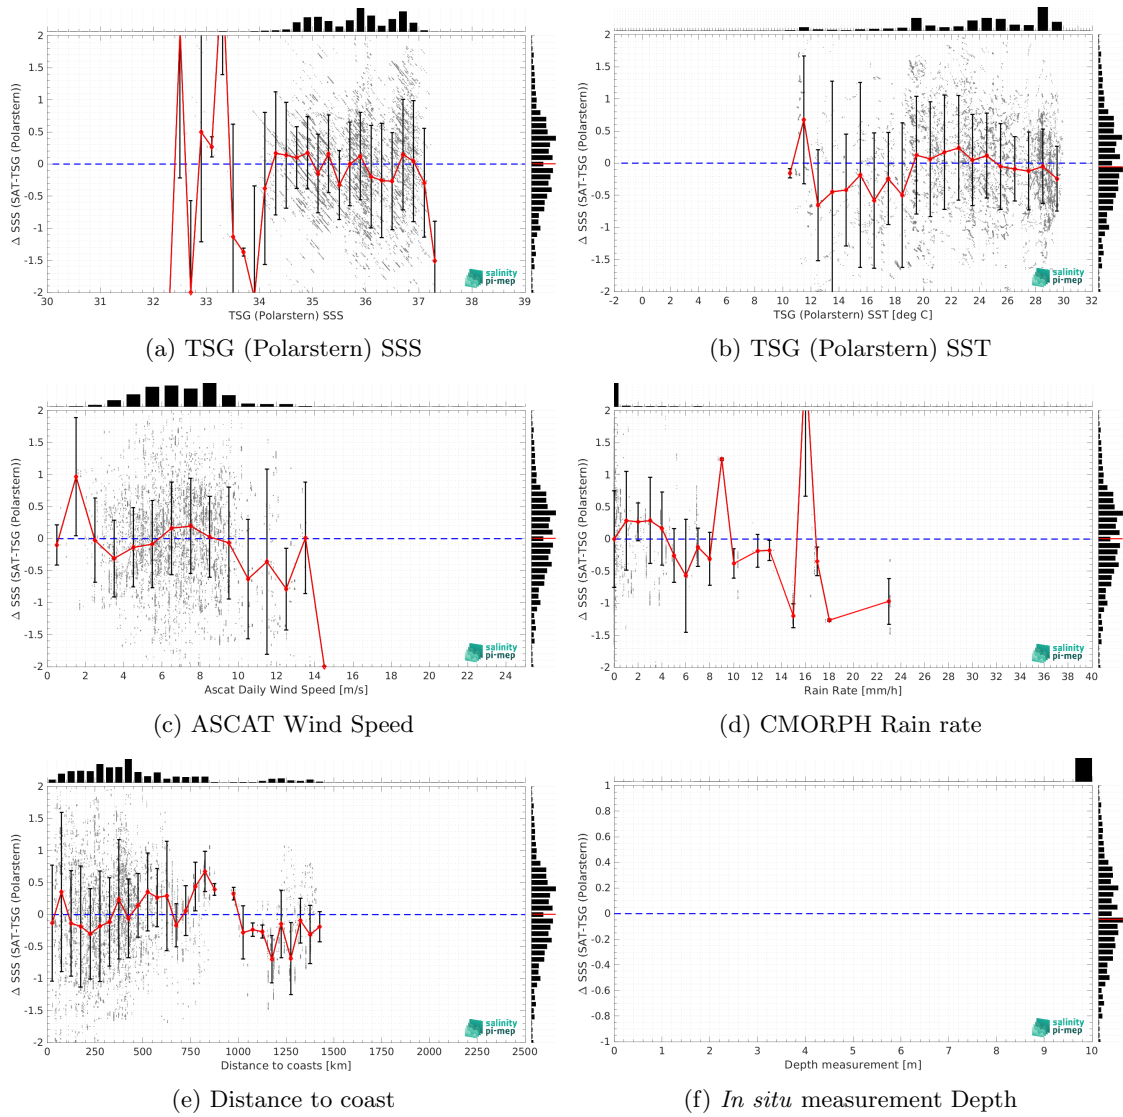 2
1.5
1
0.5
0
-0.5
-1
-1.5
-2
Δ SSS (SAT-TSG (Polarstern))
30 31 32 33 34 35 36 37 38 39
TSG (Polarstern) SSS
salinity
pi-mep
(a) TSG (Polarstern) SSS
2
1.5
1
0.5
0
-0.5
-1
-1.5
-2
Δ SSS (SAT-TSG (Polarstern))
-2 0 2 4 6 8 10 12 14 16 18 20 22 24 26 28 30 32
TSG (Polarstern) SST [deg C]
salinity
pi-mep
(b) TSG (Polarstern) SST
2
1.5
1
0.5
0
-0.5
-1
-1.5
-2
Δ SSS (SAT-TSG (Polarstern))
0 2 4 6 8 10 12 14 16 18 20 22 24
Ascat Daily Wind Speed [m/s]
salinity
pi-mep
(c) ASCAT Wind Speed
2
1.5
1
0.5
0
-0.5
-1
-1.5
-2
Δ SSS (SAT-TSG (Polarstern))
0 2 4 6 8 10 12 14 16 18 20 22 24 26 28 30 32 34 36 38 40
Rain Rate [mm/h]
salinity
pi-mep
(d) CMORPH Rain rate
2
1.5
1
0.5
0
-0.5
-1
-1.5
-2
Δ SSS (SAT-TSG (Polarstern))
0 250 500 750 1000 1250 1500 1750 2000 2250 2500
Distance to coasts [km]
salinity
pi-mep
(e) Distance to coast
1
0.8
0.6
0.4
0.2
0
-0.2
-0.4
-0.6
-0.8
-1
Δ SSS (SAT-TSG (Polarstern))
0 1 2 3 4 5 6 7 8 9 10
Depth measurement [m]
salinity
pi-mep
(f) In situ measurement Depth